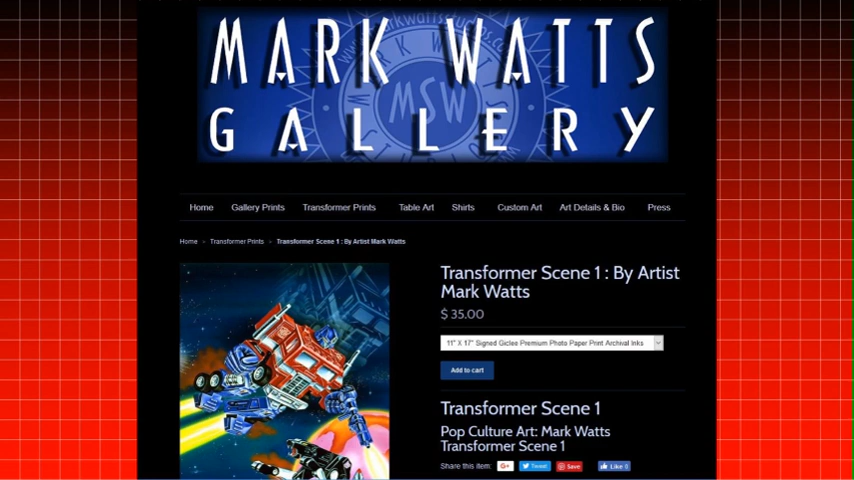 MARK WATTS
GALLERY
MSW
Home Gallery Prints Transformer Prints Table Art Shirts Custom Art Art Details & Bio Press
Home » Transformer Prints » Transformer Scene 1 : By Artist Mark Watts
Transformer Scene 1 : By Artist
Mark Watts
$ 35.00
11" X 17" Signed Giclee Premium Photo Paper Print Archival Inks
Add to cart
Transformer Scene 1
Pop Culture Art: Mark Watts
Transformer Scene 1
Share this item: G+ Tweet Save Like 0